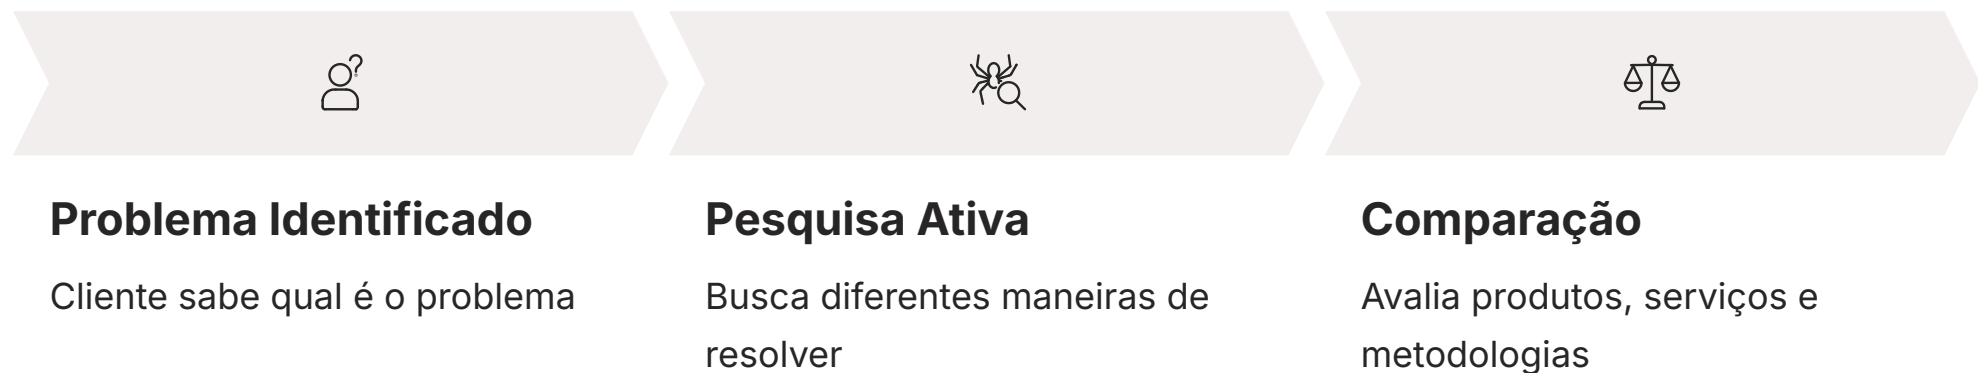 Problema Identificado
Cliente sabe qual é o problema
Pesquisa Ativa
Busca diferentes maneiras de
resolver
Comparação
Avalia produtos, serviços e
metodologias